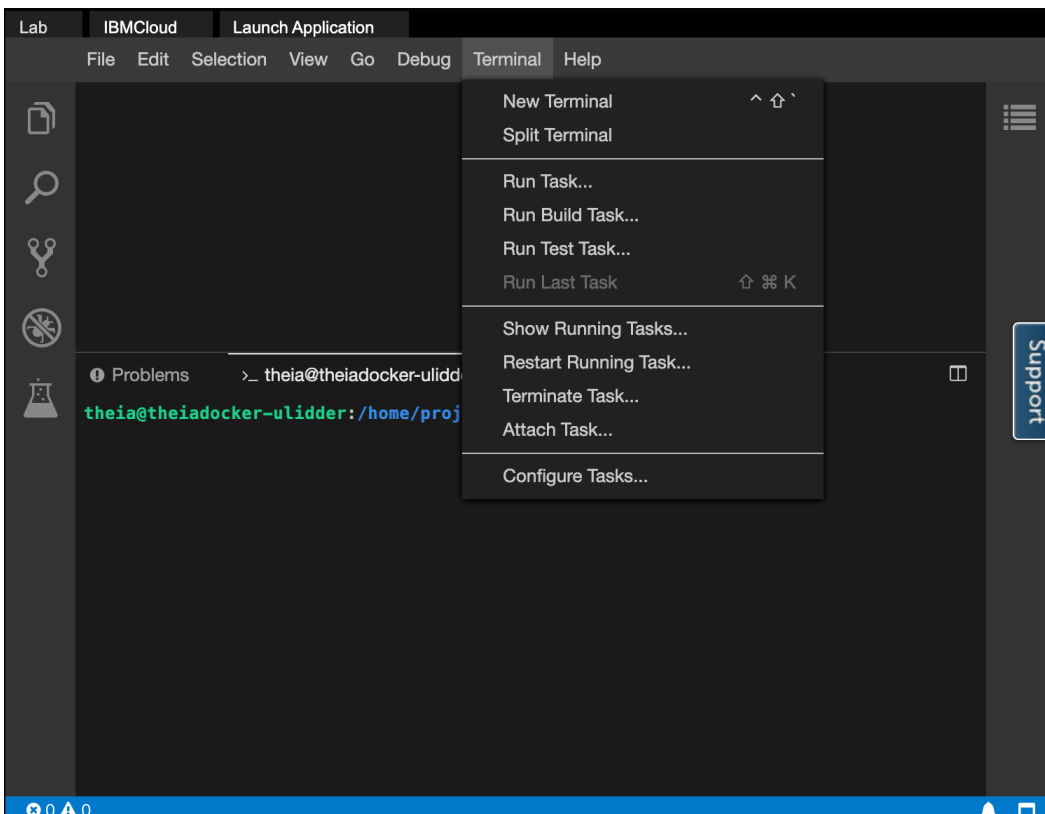 Lab IBMCloud Launch Application
File Edit Selection View Go Debug Terminal Help
New Terminal ^ ⇧ `
Split Terminal
Run Task...
Run Build Task...
Run Test Task...
Run Last Task ⇧ ⌘ K
Show Running Tasks...
Restart Running Task...
Terminate Task...
Attach Task...
Configure Tasks...
Problems >_ theia@theiadocker-ulidd
theia@theiadocker-ulidder:/home/proj
Support
0 0